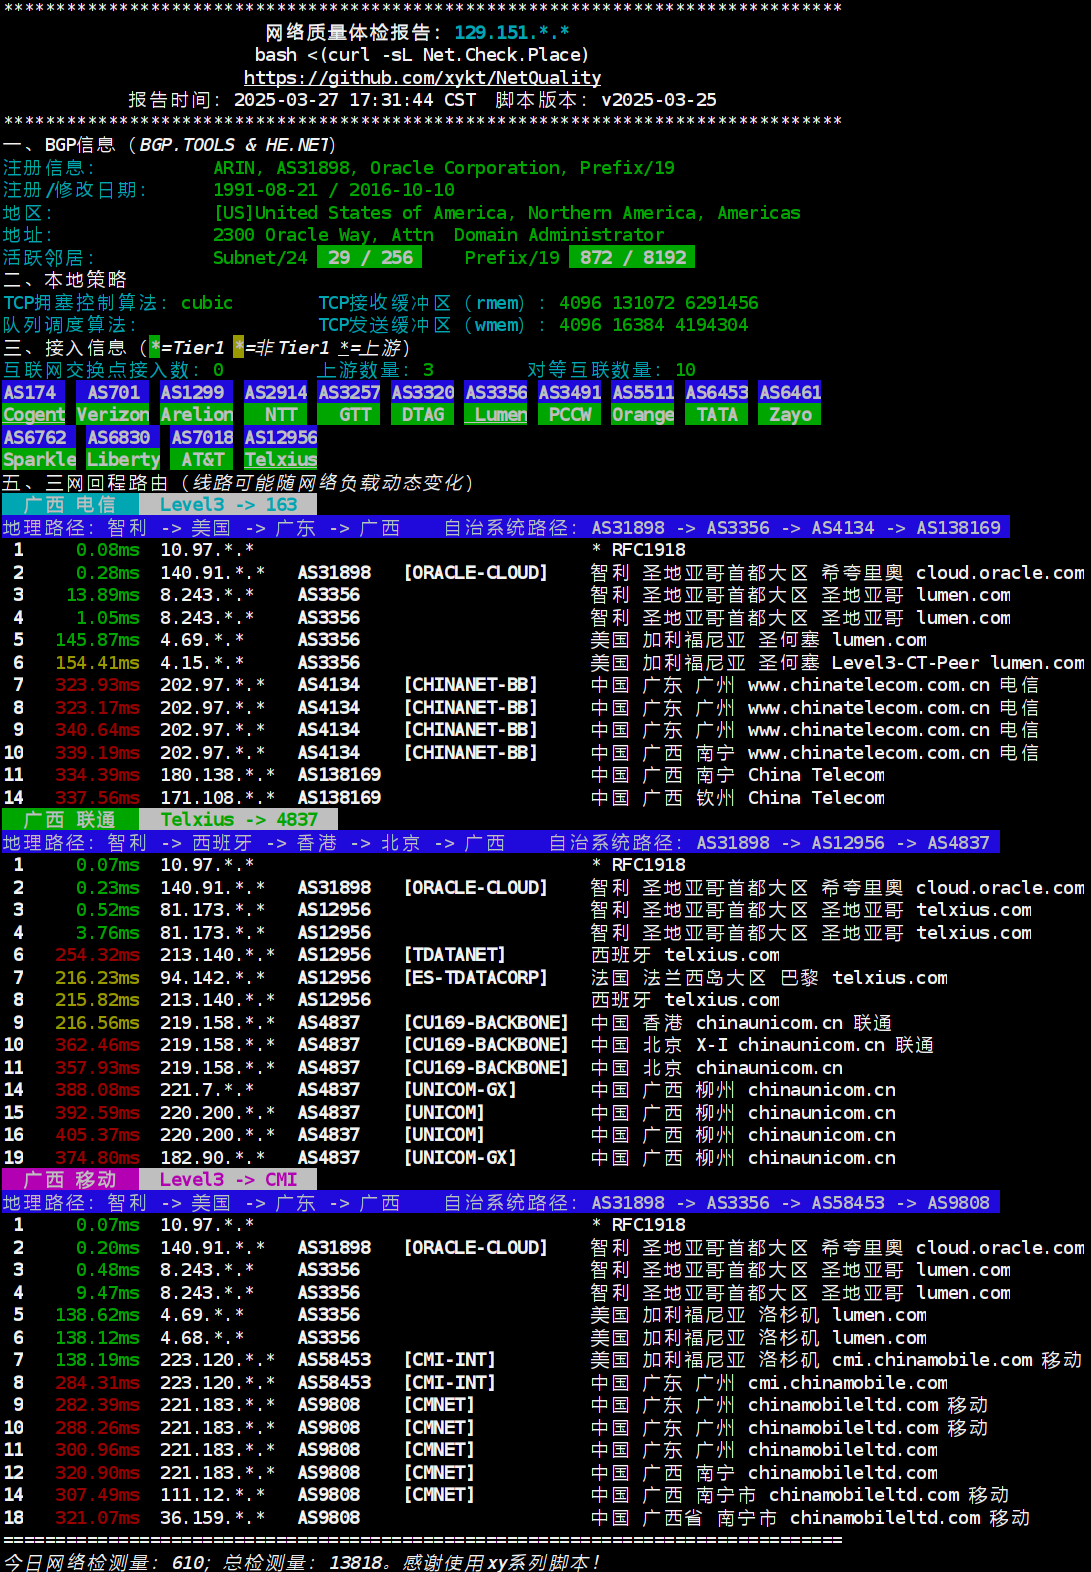 ********************************************************************************
网络质量体检报告：129.151.*.*
bash <(curl -sL Net.Check.Place)
https://github.com/xykt/NetQuality
报告时间：2025-03-27 17:31:44 CST 脚本版本：v2025-03-25
********************************************************************************
一、BGP信息（BGP.TOOLS & HE.NET）
注册信息： ARIN, AS31898, Oracle Corporation, Prefix/19
注册/修改日期： 1991-08-21 / 2016-10-10
地区： [US]United States of America, Northern America, Americas
地址： 2300 Oracle Way, Attn Domain Administrator
活跃邻居： Subnet/24 29 / 256 Prefix/19 872 / 8192
二、本地策略
TCP拥塞控制算法：cubic TCP接收缓冲区（rmem）：4096 131072 6291456
队列调度算法： TCP发送缓冲区（wmem）：4096 16384 4194304
三、接入信息（*=Tier1 *=非Tier1 *=上游）
互联网交换点接入数：0 上游数量：3 对等互联数量：10
AS174 AS701 AS1299 AS2914 AS3257 AS3320 AS3356 AS3491 AS5511 AS6453 AS6461
Cogent Verizon Arelion NTT GTT DTAG Lumen PCCW Orange TATA Zayo
AS6762 AS6830 AS7018 AS12956
Sparkle Liberty AT&T Telxius
五、三网回程路由（线路可能随网络负载动态变化）
广西 电信 Level3 -> 163
地理路径：智利 -> 美国 -> 广东 -> 广西 自治系统路径：AS31898 -> AS3356 -> AS4134 -> AS138169
1 0.08ms 10.97.*.* * RFC1918
2 0.28ms 140.91.*.* AS31898 [ORACLE-CLOUD] 智利 圣地亚哥首都大区 希夸里奥 cloud.oracle.com
3 13.89ms 8.243.*.* AS3356 智利 圣地亚哥首都大区 圣地亚哥 lumen.com
4 1.05ms 8.243.*.* AS3356 智利 圣地亚哥首都大区 圣地亚哥 lumen.com
5 145.87ms 4.69.*.* AS3356 美国 加利福尼亚 圣何塞 lumen.com
6 154.41ms 4.15.*.* AS3356 美国 加利福尼亚 圣何塞 Level3-CT-Peer lumen.com
7 323.93ms 202.97.*.* AS4134 [CHINANET-BB] 中国 广东 广州 www.chinatelecom.com.cn 电信
8 323.17ms 202.97.*.* AS4134 [CHINANET-BB] 中国 广东 广州 www.chinatelecom.com.cn 电信
9 340.64ms 202.97.*.* AS4134 [CHINANET-BB] 中国 广东 广州 www.chinatelecom.com.cn 电信
10 339.19ms 202.97.*.* AS4134 [CHINANET-BB] 中国 广西 南宁 www.chinatelecom.com.cn 电信
11 334.39ms 180.138.*.* AS138169 中国 广西 南宁 China Telecom
14 337.56ms 171.108.*.* AS138169 中国 广西 钦州 China Telecom
广西 联通 Telxius -> 4837
地理路径：智利 -> 西班牙 -> 香港 -> 北京 -> 广西 自治系统路径：AS31898 -> AS12956 -> AS4837
1 0.07ms 10.97.*.* * RFC1918
2 0.23ms 140.91.*.* AS31898 [ORACLE-CLOUD] 智利 圣地亚哥首都大区 希夸里奥 cloud.oracle.com
3 0.52ms 81.173.*.* AS12956 智利 圣地亚哥首都大区 圣地亚哥 telxius.com
4 3.76ms 81.173.*.* AS12956 智利 圣地亚哥首都大区 圣地亚哥 telxius.com
6 254.32ms 213.140.*.* AS12956 [TDATANET] 西班牙 telxius.com
7 216.23ms 94.142.*.* AS12956 [ES-TDATACORP] 法国 法兰西岛大区 巴黎 telxius.com
8 215.82ms 213.140.*.* AS12956 西班牙 telxius.com
9 216.56ms 219.158.*.* AS4837 [CU169-BACKBONE] 中国 香港 chinaunicom.cn 联通
10 362.46ms 219.158.*.* AS4837 [CU169-BACKBONE] 中国 北京 X-I chinaunicom.cn 联通
11 357.93ms 219.158.*.* AS4837 [CU169-BACKBONE] 中国 北京 chinaunicom.cn
14 388.08ms 221.7.*.* AS4837 [UNICOM-GX] 中国 广西 柳州 chinaunicom.cn
15 392.59ms 220.200.*.* AS4837 [UNICOM] 中国 广西 柳州 chinaunicom.cn
16 405.37ms 220.200.*.* AS4837 [UNICOM] 中国 广西 柳州 chinaunicom.cn
19 374.80ms 182.90.*.* AS4837 [UNICOM-GX] 中国 广西 柳州 chinaunicom.cn
广西 移动 Level3 -> CMI
地理路径：智利 -> 美国 -> 广东 -> 广西 自治系统路径：AS31898 -> AS3356 -> AS58453 -> AS9808
1 0.07ms 10.97.*.* * RFC1918
2 0.20ms 140.91.*.* AS31898 [ORACLE-CLOUD] 智利 圣地亚哥首都大区 希夸里奥 cloud.oracle.com
3 0.48ms 8.243.*.* AS3356 智利 圣地亚哥首都大区 圣地亚哥 lumen.com
4 9.47ms 8.243.*.* AS3356 智利 圣地亚哥首都大区 圣地亚哥 lumen.com
5 138.62ms 4.69.*.* AS3356 美国 加利福尼亚 洛杉矶 lumen.com
6 138.12ms 4.68.*.* AS3356 美国 加利福尼亚 洛杉矶 lumen.com
7 138.19ms 223.120.*.* AS58453 [CMI-INT] 美国 加利福尼亚 洛杉矶 cmi.chinamobile.com 移动
8 284.31ms 223.120.*.* AS58453 [CMI-INT] 中国 广东 广州 cmi.chinamobile.com
9 282.39ms 221.183.*.* AS9808 [CMNET] 中国 广东 广州 chinamobileltd.com 移动
10 288.26ms 221.183.*.* AS9808 [CMNET] 中国 广东 广州 chinamobileltd.com 移动
11 300.96ms 221.183.*.* AS9808 [CMNET] 中国 广东 广州 chinamobileltd.com
12 320.90ms 221.183.*.* AS9808 [CMNET] 中国 广西 南宁 chinamobileltd.com
14 307.49ms 111.12.*.* AS9808 [CMNET] 中国 广西 南宁市 chinamobileltd.com 移动
18 321.07ms 36.159.*.* AS9808 中国 广西省 南宁市 chinamobileltd.com 移动
================================================================================
今日网络检测量：610；总检测量：13818。感谢使用xy系列脚本！